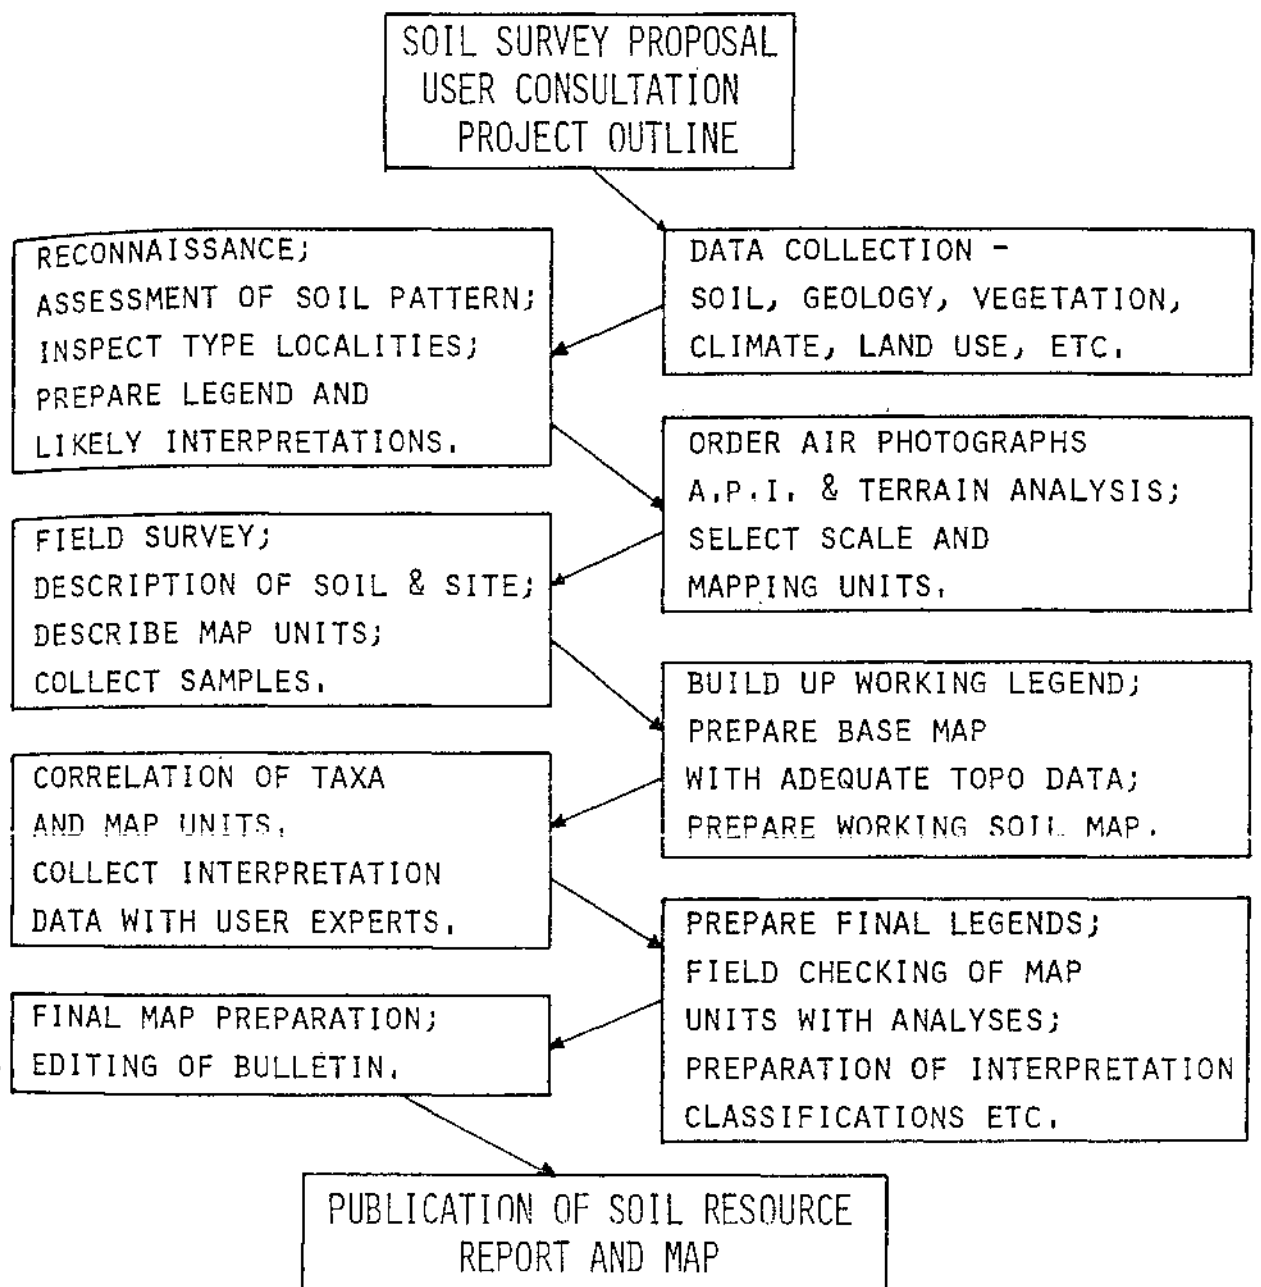 SOIL SURVEY PROPOSAL
USER CONSULTATION
PROJECT OUTLINE
DATA COLLECTION -
SOIL, GEOLOGY, VEGETATION,
CLIMATE, LAND USE, ETC.
RECONNAISSANCE;
ASSESSMENT OF SOIL PATTERN;
INSPECT TYPE LOCALITIES;
PREPARE LEGEND AND
LIKELY INTERPRETATIONS.
ORDER AIR PHOTOGRAPHS
A.P.I. & TERRAIN ANALYSIS;
SELECT SCALE AND
MAPPING UNITS.
FIELD SURVEY;
DESCRIPTION OF SOIL & SITE;
DESCRIBE MAP UNITS;
COLLECT SAMPLES.
BUILD UP WORKING LEGEND;
PREPARE BASE MAP
WITH ADEQUATE TOPO DATA;
PREPARE WORKING SOIL MAP.
CORRELATION OF TAXA
AND MAP UNITS.
COLLECT INTERPRETATION
DATA WITH USER EXPERTS.
PREPARE FINAL LEGENDS;
FIELD CHECKING OF MAP
UNITS WITH ANALYSES;
PREPARATION OF INTERPRETATION
CLASSIFICATIONS ETC.
FINAL MAP PREPARATION;
EDITING OF BULLETIN.
PUBLICATION OF SOIL RESOURCE
REPORT AND MAP